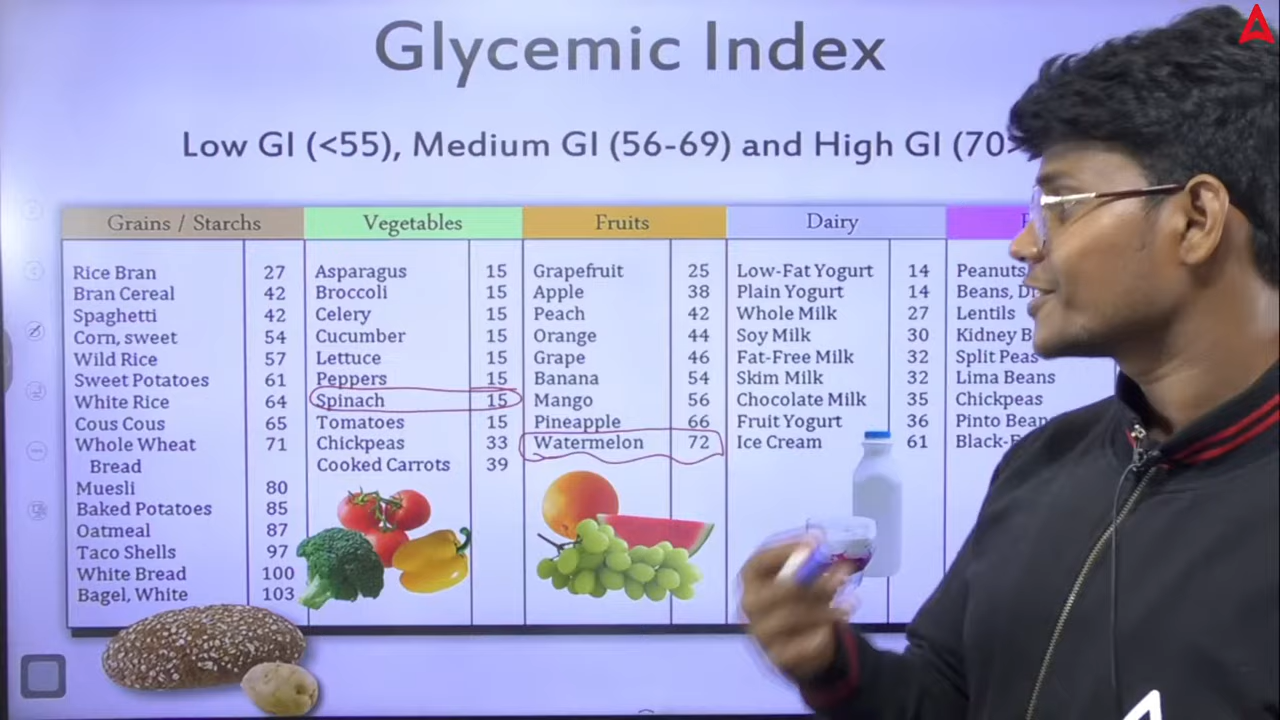 Glycemic Index
Low GI (<55), Medium GI (56-69) and High GI (70>
Grains / Starchs
Rice Bran 27
Bran Cereal 42
Spaghetti 42
Corn, sweet 54
Wild Rice 57
Sweet Potatoes 61
White Rice 64
Cous Cous 65
Whole Wheat 71
Bread
Muesli 80
Baked Potatoes 85
Oatmeal 87
Taco Shells 97
White Bread 100
Bagel, White 103
Vegetables
Asparagus 15
Broccoli 15
Celery 15
Cucumber 15
Lettuce 15
Peppers 15
Spinach 15
Tomatoes 15
Chickpeas 33
Cooked Carrots 39
Fruits
Grapefruit 25
Apple 38
Peach 42
Orange 44
Grape 46
Banana 54
Mango 56
Pineapple 66
Watermelon 72
Dairy
Low-Fat Yogurt 14
Plain Yogurt 14
Whole Milk 27
Soy Milk 30
Fat-Free Milk 32
Skim Milk 32
Chocolate Milk 35
Fruit Yogurt 36
Ice Cream 61
Peanuts
Beans,
Lentils
Kidney
Split Peas
Lima Beans
Chickpeas
Pinto